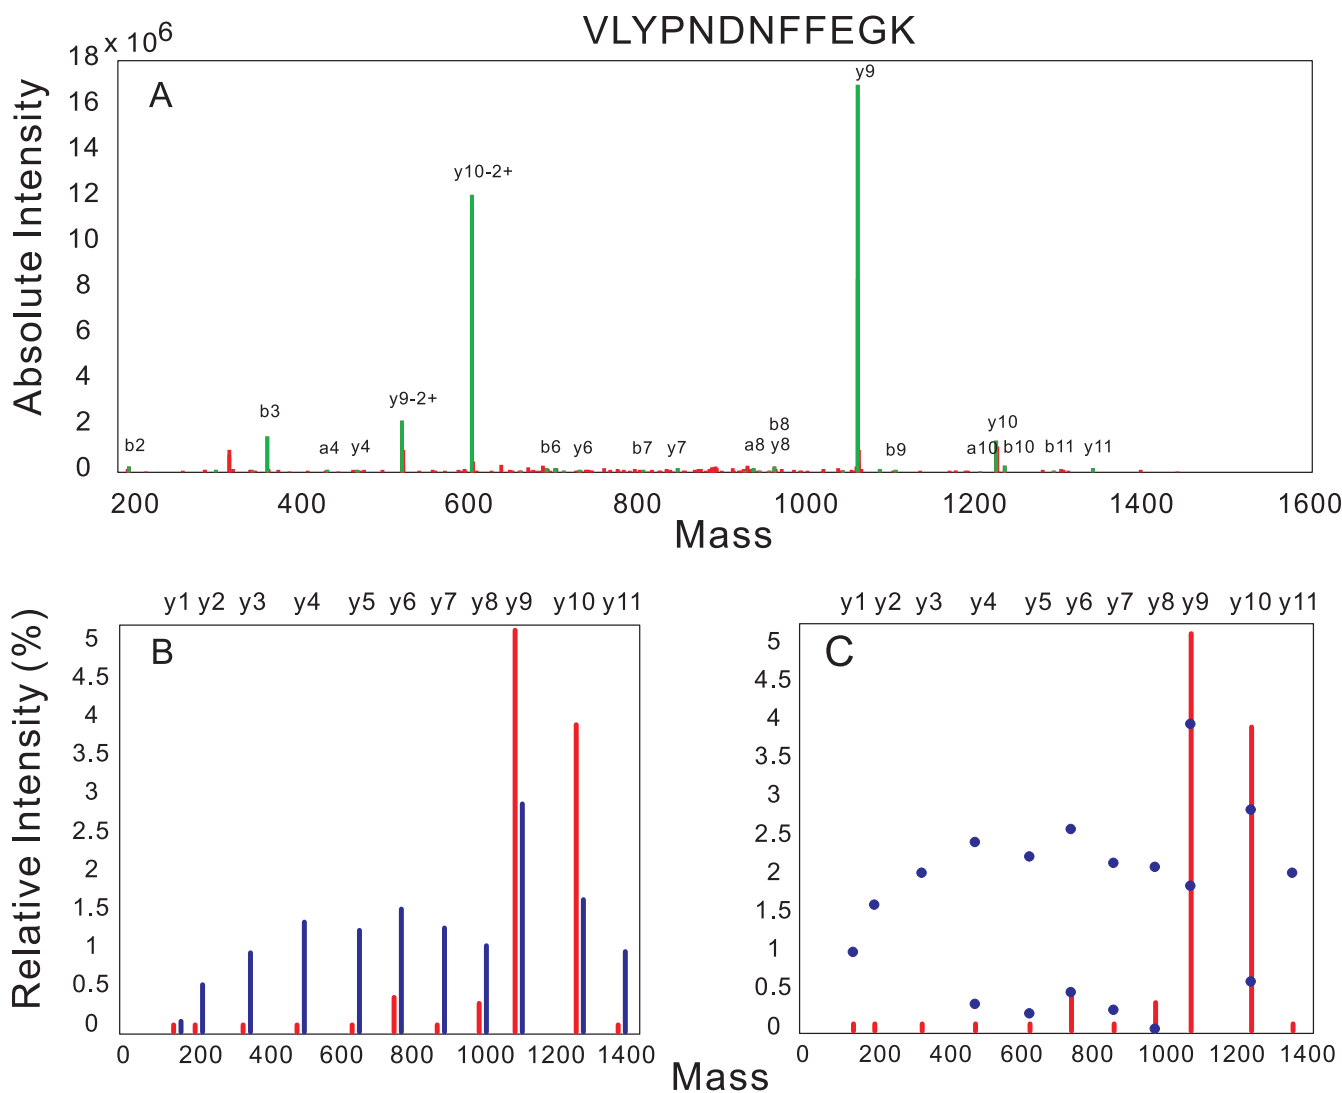 VLYPNDNFFEGK
18 x 10^6
A
16
14
12
10
8
6
4
2
0
Absolute Intensity
y9
y10-2+
y9-2+
b3
b2
a4 y4
b6 y6
b7 y7
b8
a8 y8
b9
y10
a10 b10
b11 y11
200 400 600 800 1000 1200 1400 1600
Mass
y1 y2 y3 y4 y5 y6 y7 y8 y9 y10 y11
B
5
4.5
4
3.5
3
2.5
2
1.5
1
0.5
0
Relative Intensity (%)
0 200 400 600 800 1000 1200 1400
y1 y2 y3 y4 y5 y6 y7 y8 y9 y10 y11
C
5
4.5
4
3.5
3
2.5
2
1.5
1
0.5
0
0 200 400 600 800 1000 1200 1400
Mass